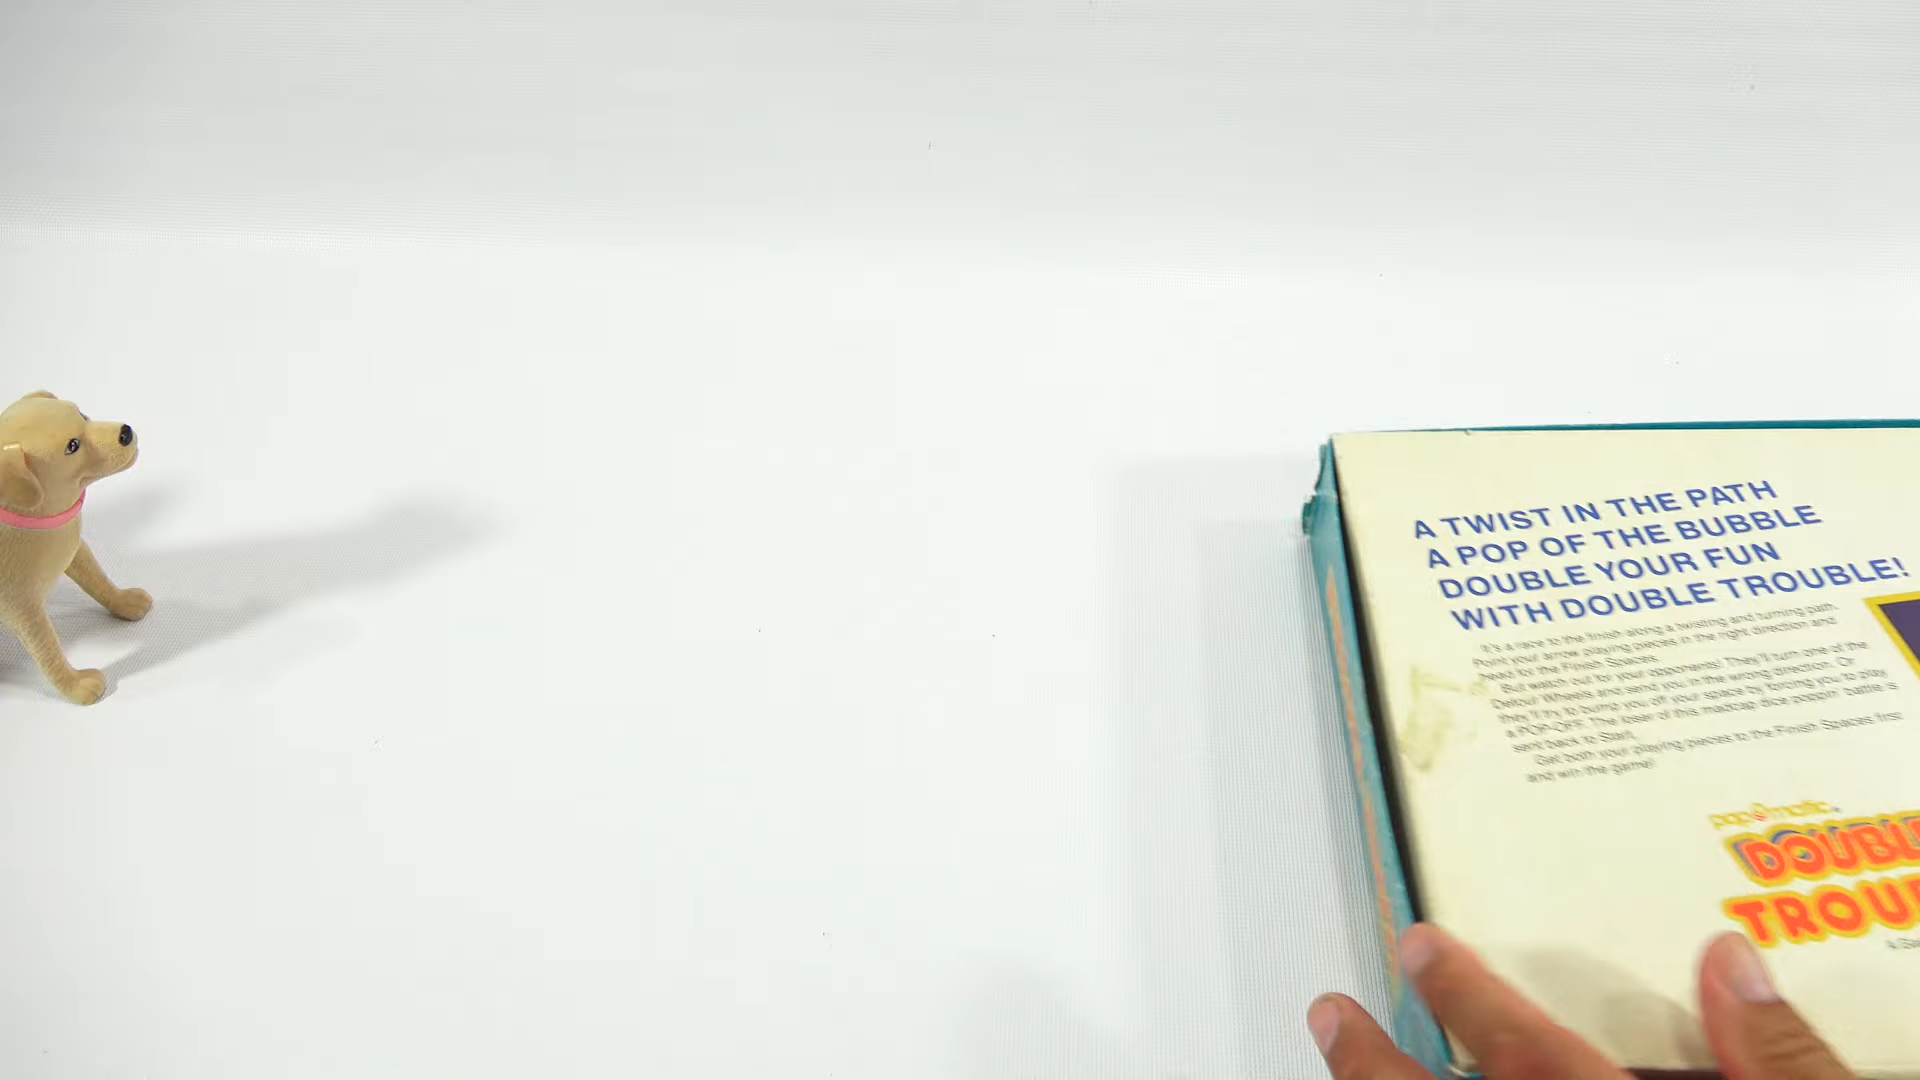 A TWIST IN THE PATH
A POP OF THE BUBBLE
DOUBLE YOUR FUN
WITH DOUBLE TROUBLE!
It's a race to the finish along a twisting and turning path.
Point your arrow playing pieces in the right direction and
head for the Finish Spaces.
But watch out for your opponents! They'll turn one of the
Detour Wheels and send you in the wrong direction. Or
they'll try to bump you off your space by forcing you to play
a POP-OFF. The loser of this madcap dice poppin' battle is
sent back to Start.
Get both your playing pieces to the Finish Spaces first
and win the game!
pop o matic
DOUBLE
TROU